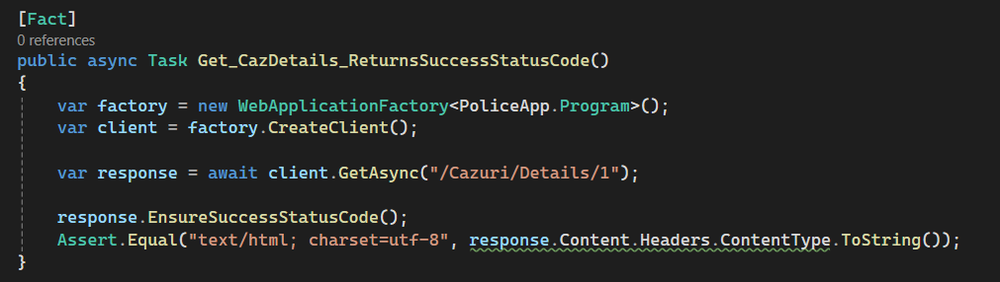 [Fact]
0 references
public async Task Get_CazDetails_ReturnsSuccessStatusCode()
{
    var factory = new WebApplicationFactory<PoliceApp.Program>();
    var client = factory.CreateClient();

    var response = await client.GetAsync("/Cazuri/Details/1");

    response.EnsureSuccessStatusCode();
    Assert.Equal("text/html; charset=utf-8", response.Content.Headers.ContentType.ToString());
}